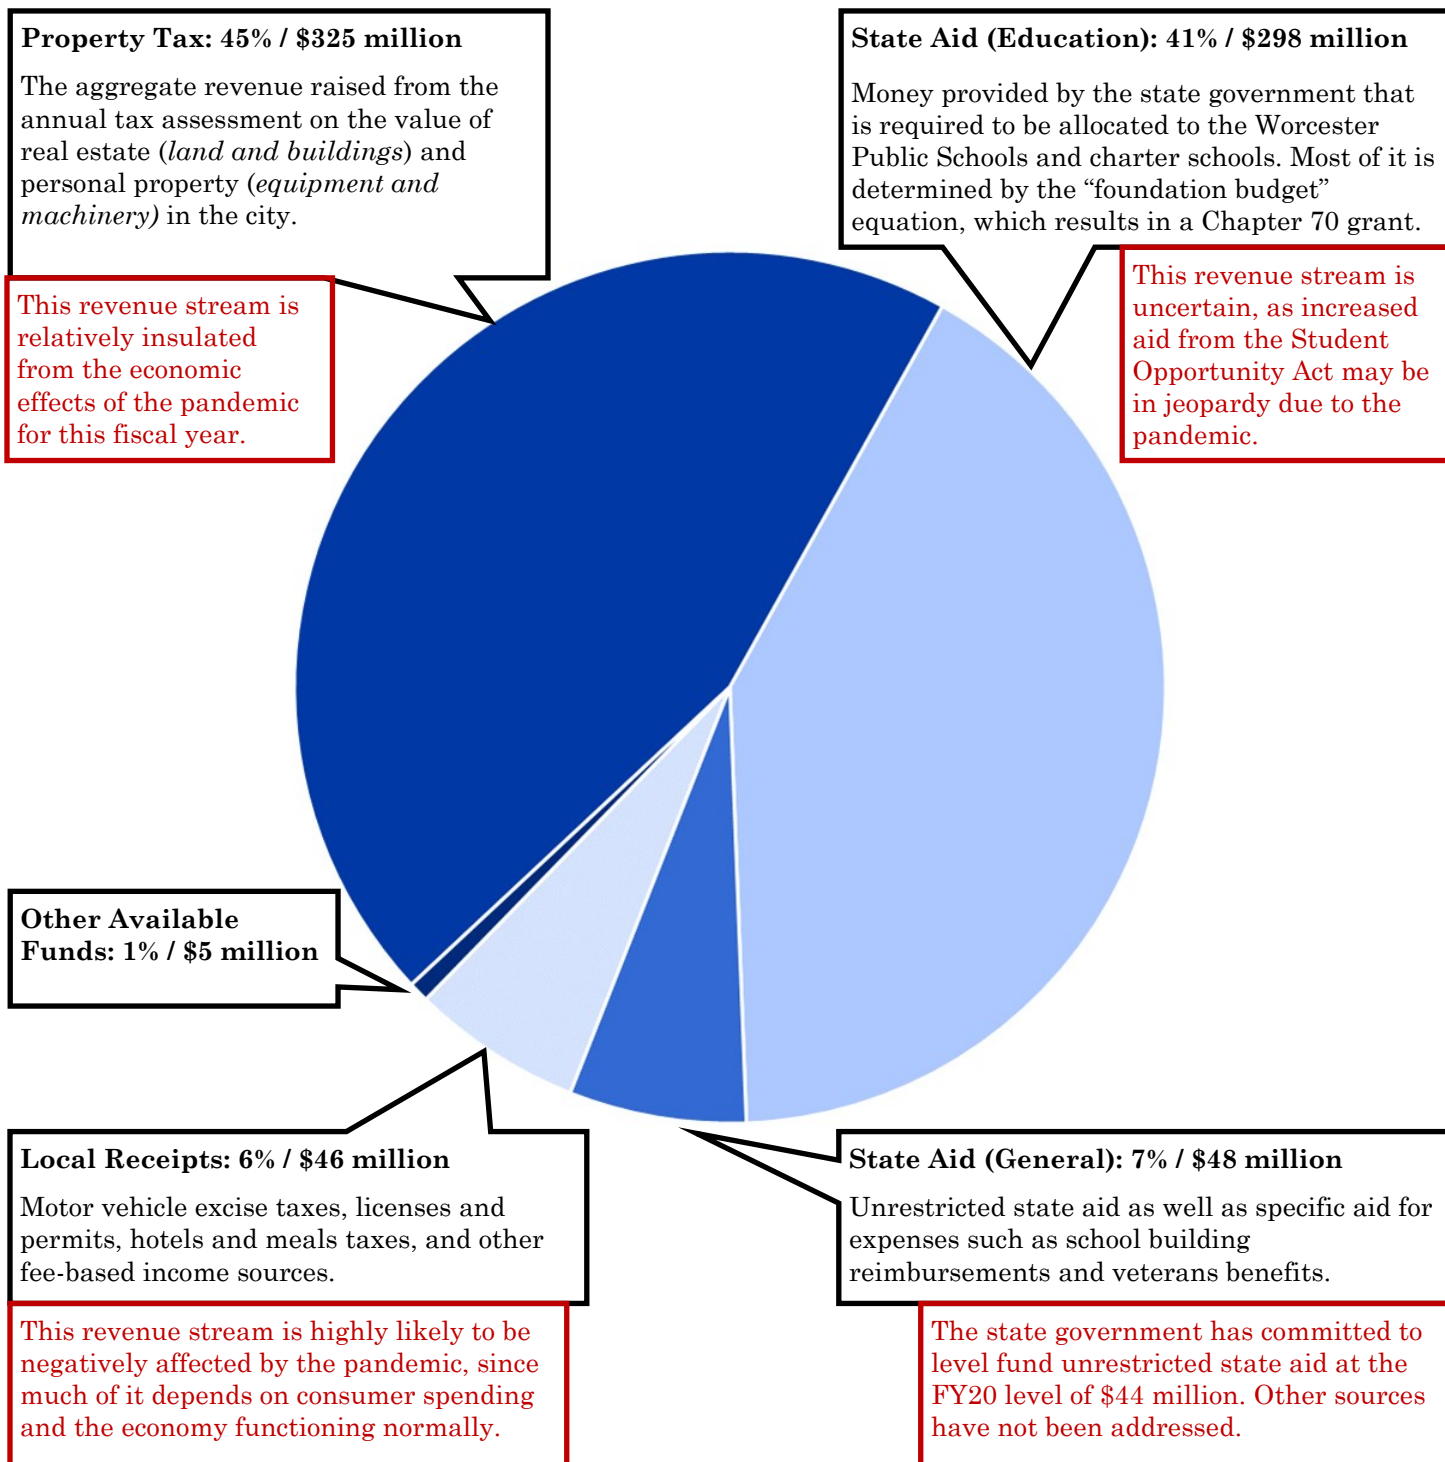 Property Tax: 45% / $325 million
The aggregate revenue raised from the
annual tax assessment on the value of
real estate (land and buildings) and
personal property (equipment and
machinery) in the city.
This revenue stream is
relatively insulated
from the economic
effects of the pandemic
for this fiscal year.
State Aid (Education): 41% / $298 million
Money provided by the state government that
is required to be allocated to the Worcester
Public Schools and charter schools. Most of it is
determined by the “foundation budget”
equation, which results in a Chapter 70 grant.
This revenue stream is
uncertain, as increased
aid from the Student
Opportunity Act may be
in jeopardy due to the
pandemic.
Other Available
Funds: 1% / $5 million
Local Receipts: 6% / $46 million
Motor vehicle excise taxes, licenses and
permits, hotels and meals taxes, and other
fee-based income sources.
This revenue stream is highly likely to be
negatively affected by the pandemic, since
much of it depends on consumer spending
and the economy functioning normally.
State Aid (General): 7% / $48 million
Unrestricted state aid as well as specific aid for
expenses such as school building
reimbursements and veterans benefits.
The state government has committed to
level fund unrestricted state aid at the
FY20 level of $44 million. Other sources
have not been addressed.